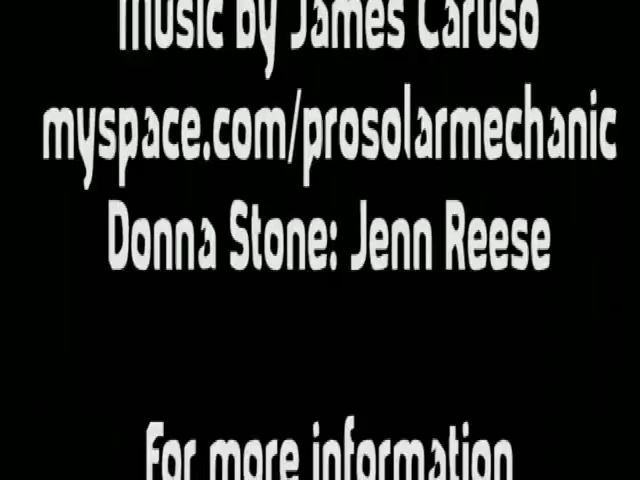 Music by James Caruso
myspace.com/prosolarmechanic
Donna Stone: Jenn Reese
For more information